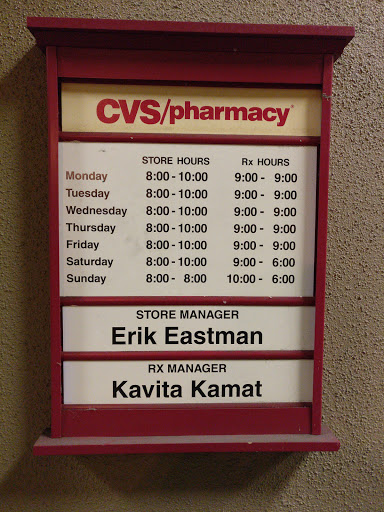 CVS/pharmacy
STORE HOURS Rx HOURS
Monday 8:00 - 10:00 9:00 - 9:00
Tuesday 8:00 - 10:00 9:00 - 9:00
Wednesday 8:00 - 10:00 9:00 - 9:00
Thursday 8:00 - 10:00 9:00 - 9:00
Friday 8:00 - 10:00 9:00 - 9:00
Saturday 8:00 - 10:00 9:00 - 6:00
Sunday 8:00 - 8:00 10:00 - 6:00
STORE MANAGER
Erik Eastman
RX MANAGER
Kavita Kamat